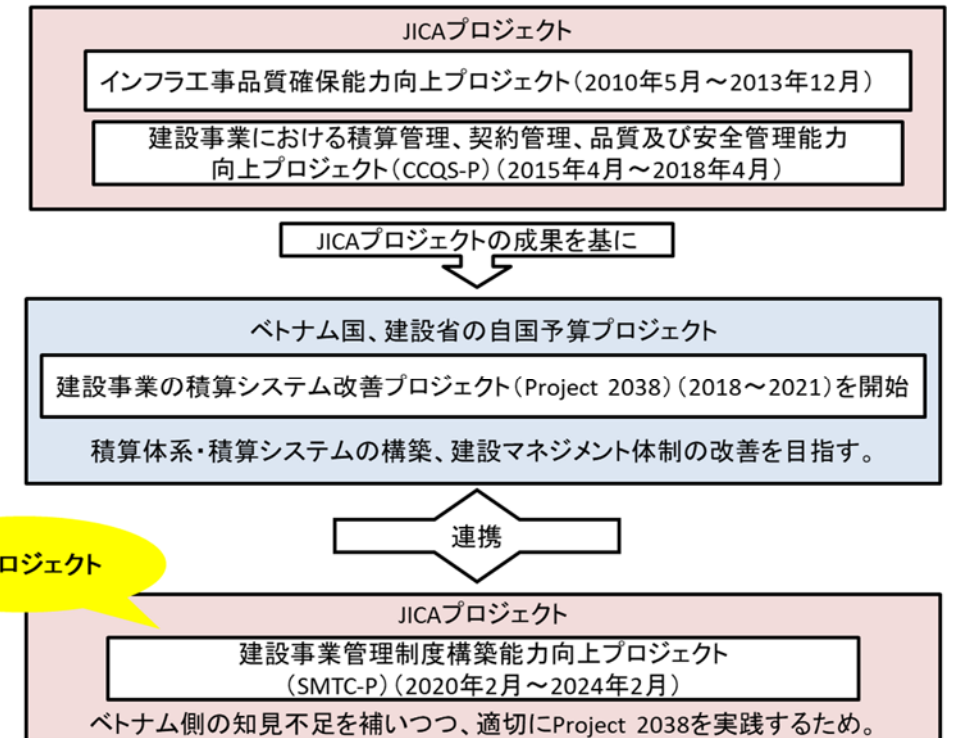 JICAプロジェクト
インフラ工事品質確保能力向上プロジェクト(2010年5月～2013年12月)
建設事業における積算管理、契約管理、品質及び安全管理能力
向上プロジェクト(CCQS-P)(2015年4月～2018年4月)
JICAプロジェクトの成果を基に
ベトナム国、建設省の自国予算プロジェクト
建設事業の積算システム改善プロジェクト(Project 2038)(2018～2021)を開始
積算体系・積算システムの構築、建設マネジメント体制の改善を目指す。
連携
ロジェクト
JICAプロジェクト
建設事業管理制度構築能力向上プロジェクト
(SMTC-P)(2020年2月～2024年2月)
ベトナム側の知見不足を補いつつ、適切にProject 2038を実践するため。